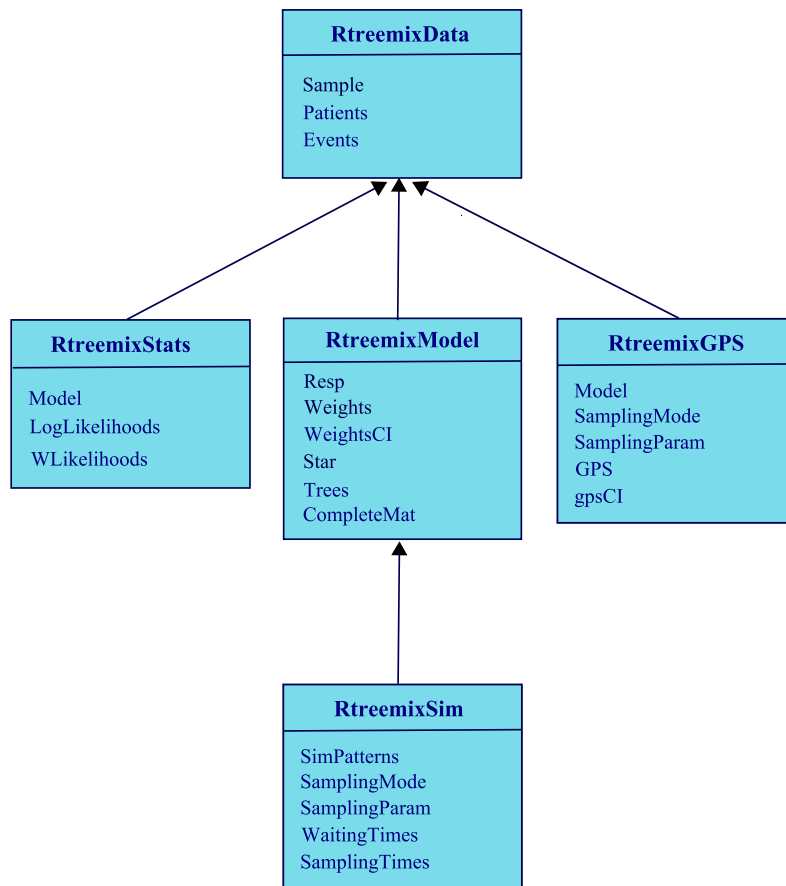 RtreemixData
Sample
Patients
Events
RtreemixStats
Model
LogLikelihoods
WLikelihoods
RtreemixModel
Resp
Weights
WeightsCI
Star
Trees
CompleteMat
RtreemixGPS
Model
SamplingMode
SamplingParam
GPS
gpsCI
RtreemixSim
SimPatterns
SamplingMode
SamplingParam
WaitingTimes
SamplingTimes